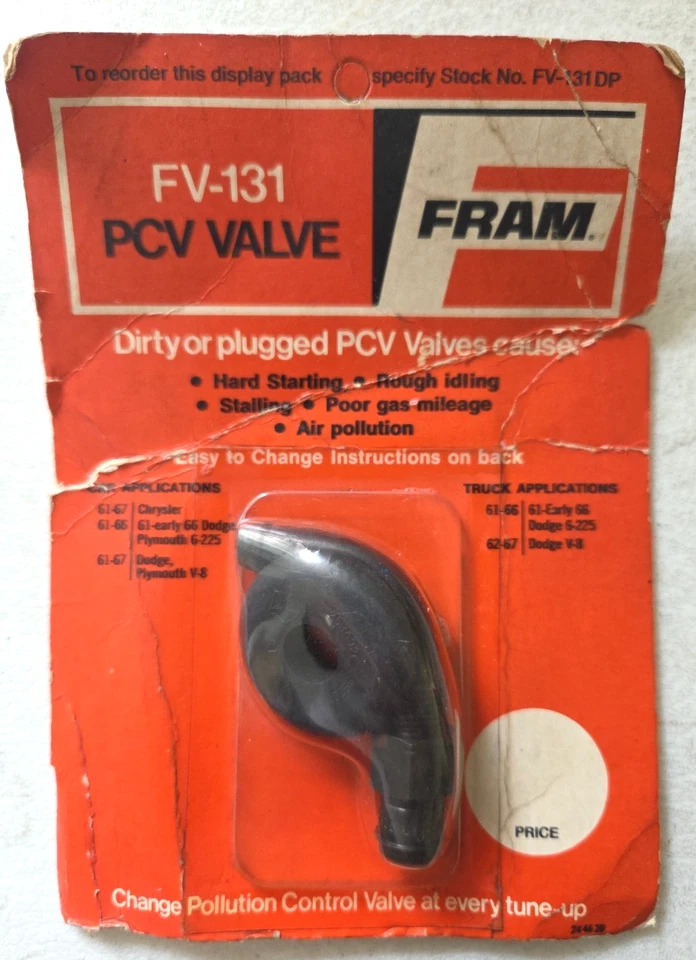 To reorder this display pack specify Stock No. FV-131DP
FV-131
PCV VALVE
FRAM®
Dirty or plugged PCV Valves cause:
• Hard Starting • Rough idling
• Stalling • Poor gas mileage
• Air pollution
Easy to Change Instructions on back
CAR APPLICATIONS
61-67 Chrysler
61-66 61-early 66 Dodge,
Plymouth 6-225
61-67 Dodge,
Plymouth V-8
TRUCK APPLICATIONS
61-66 61-Early 66
Dodge 6-225
62-67 Dodge V-8
PRICE
Change Pollution Control Valve at every tune-up